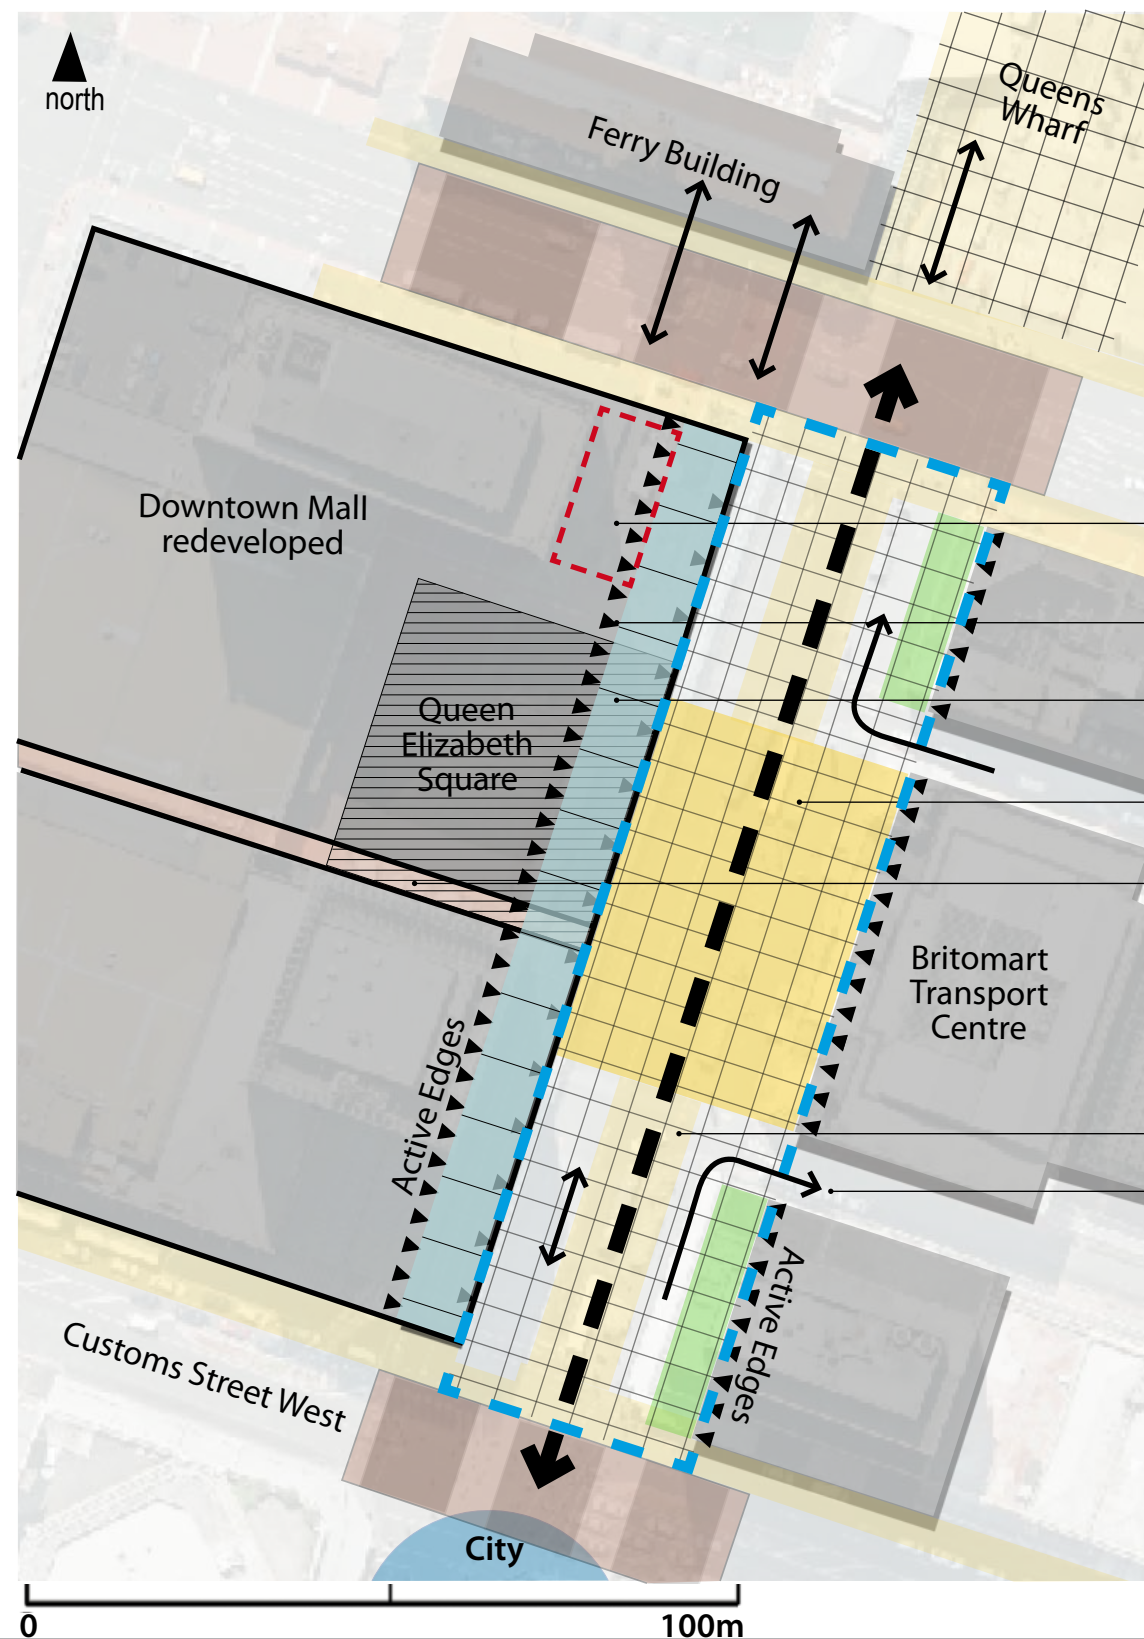 north
Queens
Wharf
Ferry Building
Downtown Mall
redeveloped
Queen
Elizabeth
Square
Britomart
Transport
Centre
Active Edges
Active Edges
Customs Street West
City
0
100m